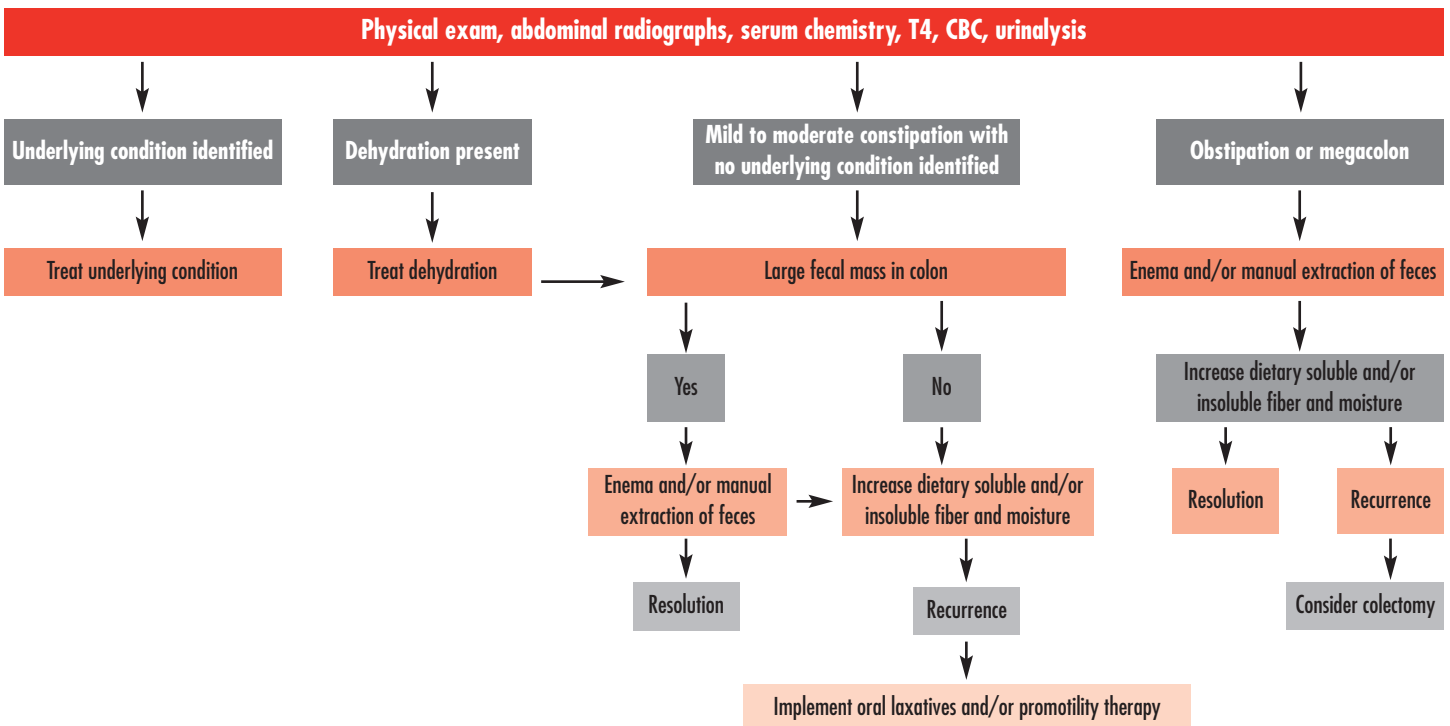 Physical exam, abdominal radiographs, serum chemistry, T4, CBC, urinalysis
Underlying condition identified
Dehydration present
Mild to moderate constipation with
no underlying condition identified
Obstipation or megacolon
Treat underlying condition
Treat dehydration
Large fecal mass in colon
Enema and/or manual extraction of feces
Yes
No
Increase dietary soluble and/or
insoluble fiber and moisture
Enema and/or manual
extraction of feces
Increase dietary soluble and/or
insoluble fiber and moisture
Resolution
Recurrence
Resolution
Recurrence
Consider colectomy
Implement oral laxatives and/or promotility therapy